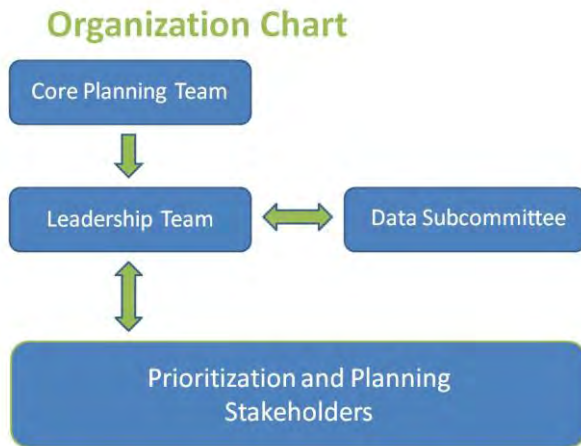 Organization Chart
Core Planning Team
Leadership Team
Data Subcommittee
Prioritization and Planning
Stakeholders